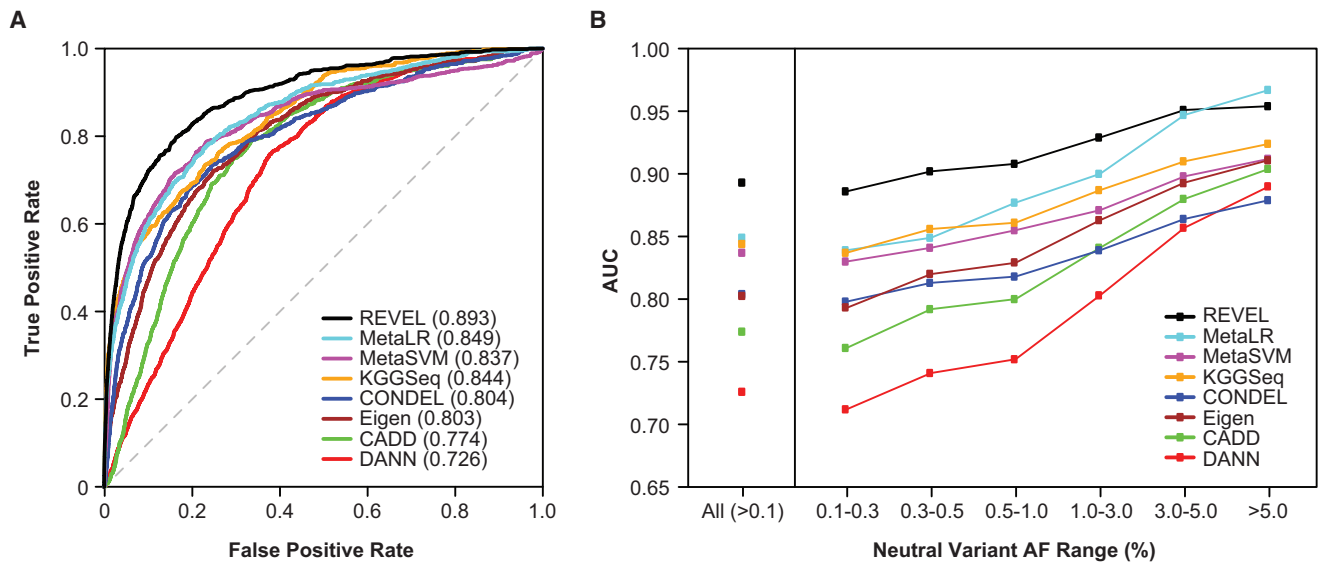 A
True Positive Rate
1.0
0.8
0.6
0.4
0.2
0
0
0.2
0.4
0.6
0.8
1.0
False Positive Rate
REVEL (0.893)
MetaLR (0.849)
MetaSVM (0.837)
KGGSeq (0.844)
CONDEL (0.804)
Eigen (0.803)
CADD (0.774)
DANN (0.726)
B
AUC
1.00
0.95
0.90
0.85
0.80
0.75
0.70
0.65
All (>0.1)
0.1-0.3
0.3-0.5
0.5-1.0
1.0-3.0
3.0-5.0
>5.0
Neutral Variant AF Range (%)
REVEL
MetaLR
MetaSVM
KGGSeq
CONDEL
Eigen
CADD
DANN